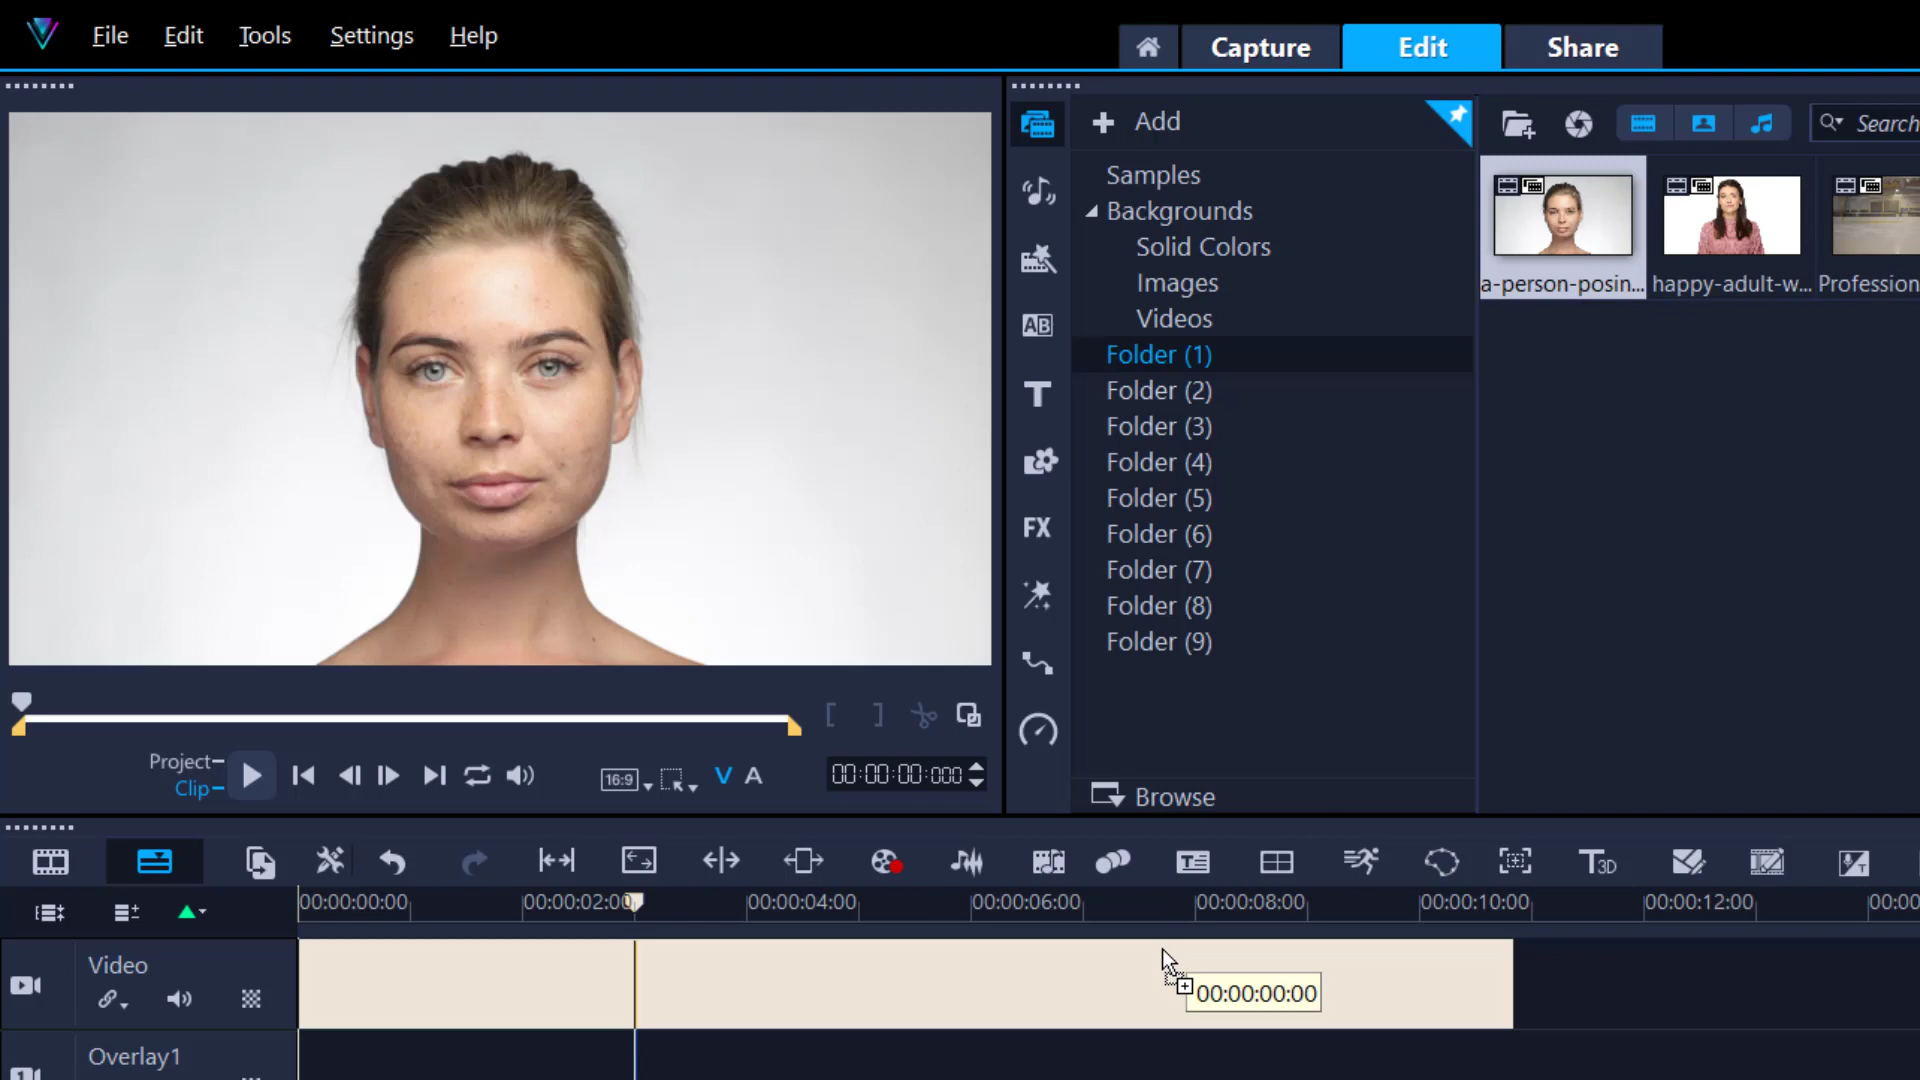 File Edit Tools Settings Help
Capture Edit Share
Add
Search
Samples
Backgrounds
Solid Colors
Images
Videos
Folder (1)
Folder (2)
Folder (3)
Folder (4)
Folder (5)
Folder (6)
Folder (7)
Folder (8)
Folder (9)
Browse
a-person-posin... happy-adult-w... Profession
Project
Clip
16:9
V A
00:00:00:000
AB
T
FX
T3D
00:00:00:00 00:00:02:00 00:00:04:00 00:00:06:00 00:00:08:00 00:00:10:00 00:00:12:00 00:00
Video
00:00:00:00
Overlay1